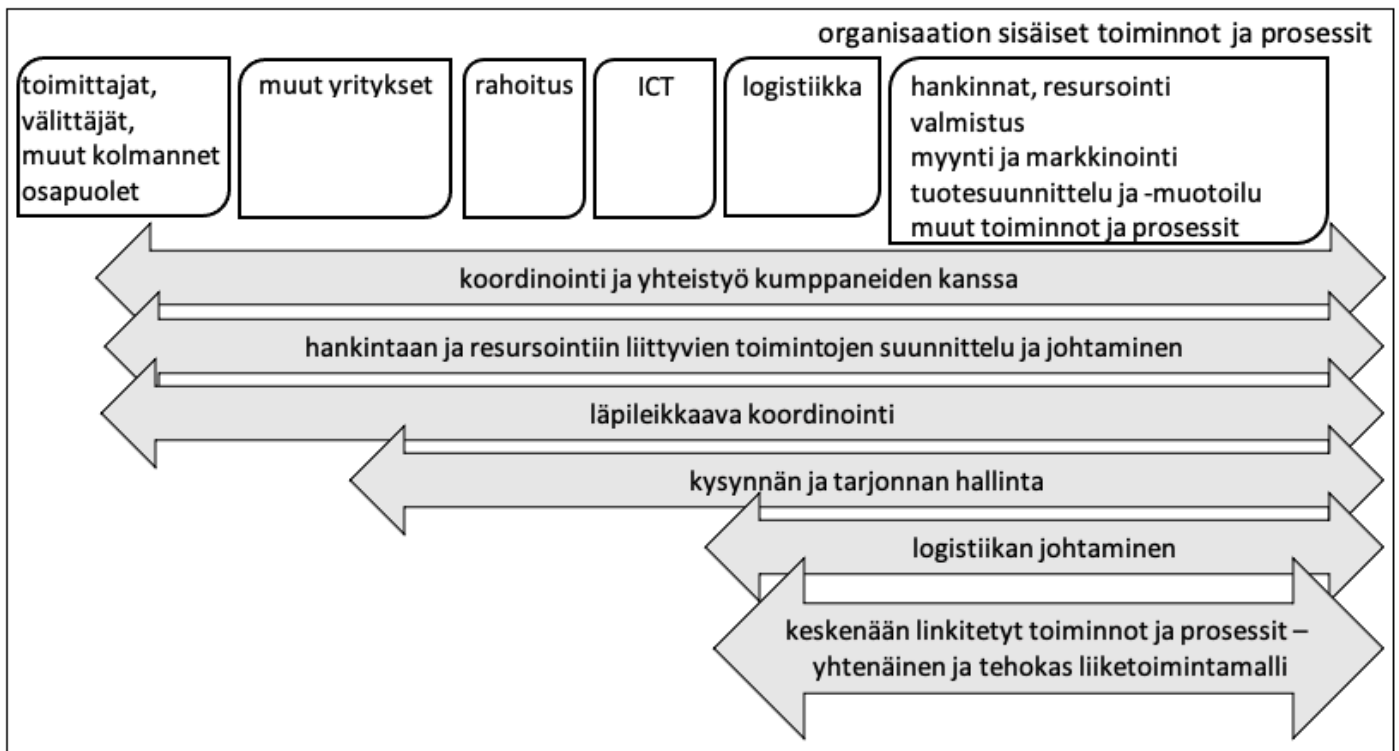 organisaation sisäiset toiminnot ja prosessit
toimittajat,
välittäjät,
muut kolmannet
osapuolet
muut yritykset
rahoitus
ICT
logistiikka
hankinnat, resursointi
valmistus
myynti ja markkinointi
tuotesuunnittelu ja -muotoilu
muut toiminnot ja prosessit
koordinointi ja yhteistyö kumppaneiden kanssa
hankintaan ja resursointiin liittyvien toimintojen suunnittelu ja johtaminen
läpileikkaava koordinointi
kysynnän ja tarjonnan hallinta
logistiikan johtaminen
keskenään linkitetyt toiminnot ja prosessit –
yhtenäinen ja tehokas liiketoimintamalli